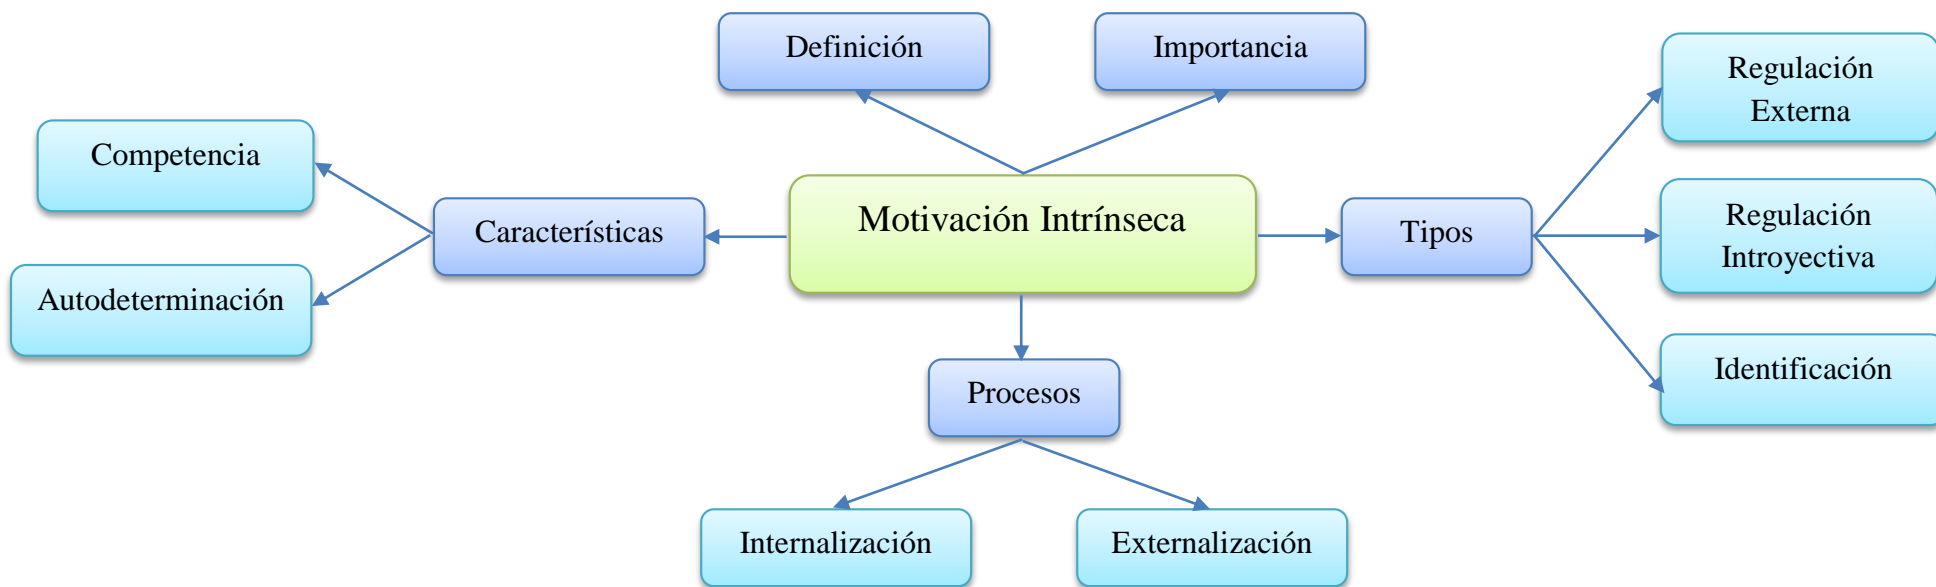 Definición
Importancia
Regulación
Externa
Competencia
Características
Motivación Intrínseca
Tipos
Regulación
Introyectiva
Autodeterminación
Procesos
Identificación
Internalización
Externalización